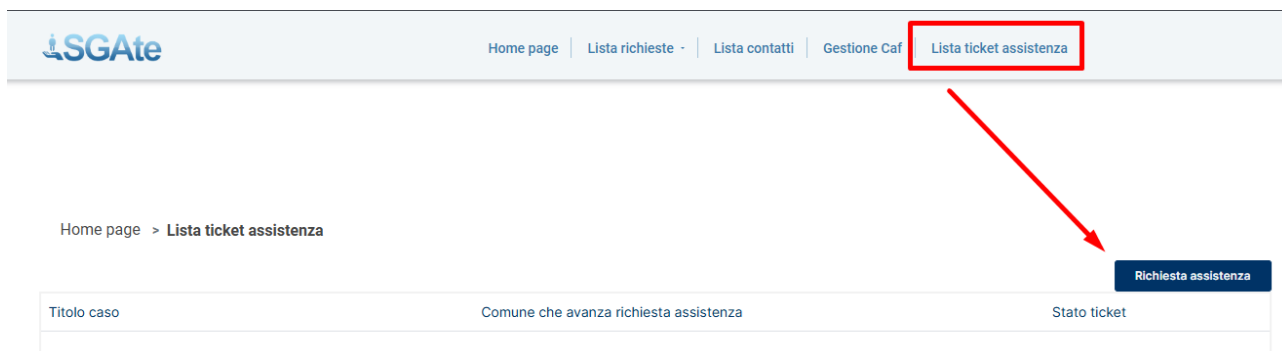 SGAte
Home page Lista richieste - Lista contatti Gestione Caf Lista ticket assistenza
Home page > Lista ticket assistenza
Richiesta assistenza
Titolo caso Comune che avanza richiesta assistenza Stato ticket